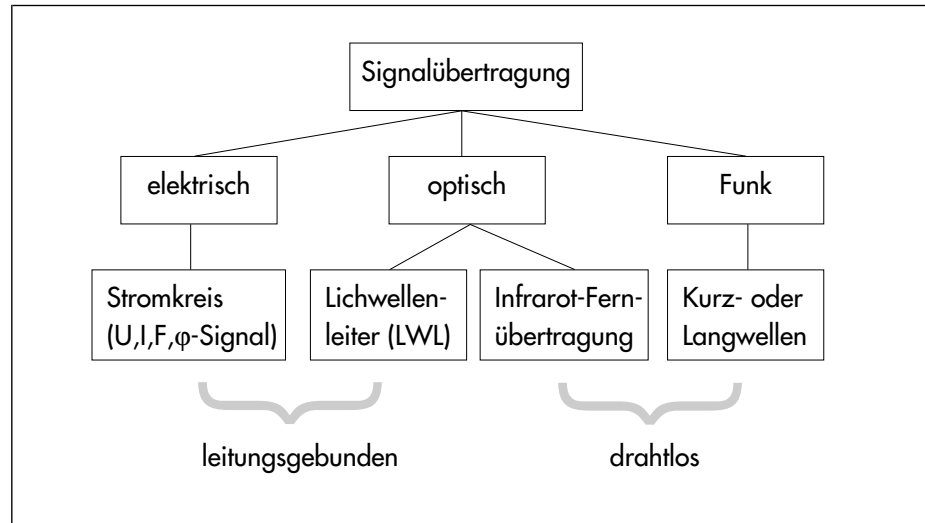 Signalübertragung
elektrisch
optisch
Funk
Stromkreis
(U,I,F,φ-Signal)
Lichwellen-
leiter (LWL)
Infrarot-Fern-
übertragung
Kurz- oder
Langwellen
leitungsgebunden
drahtlos